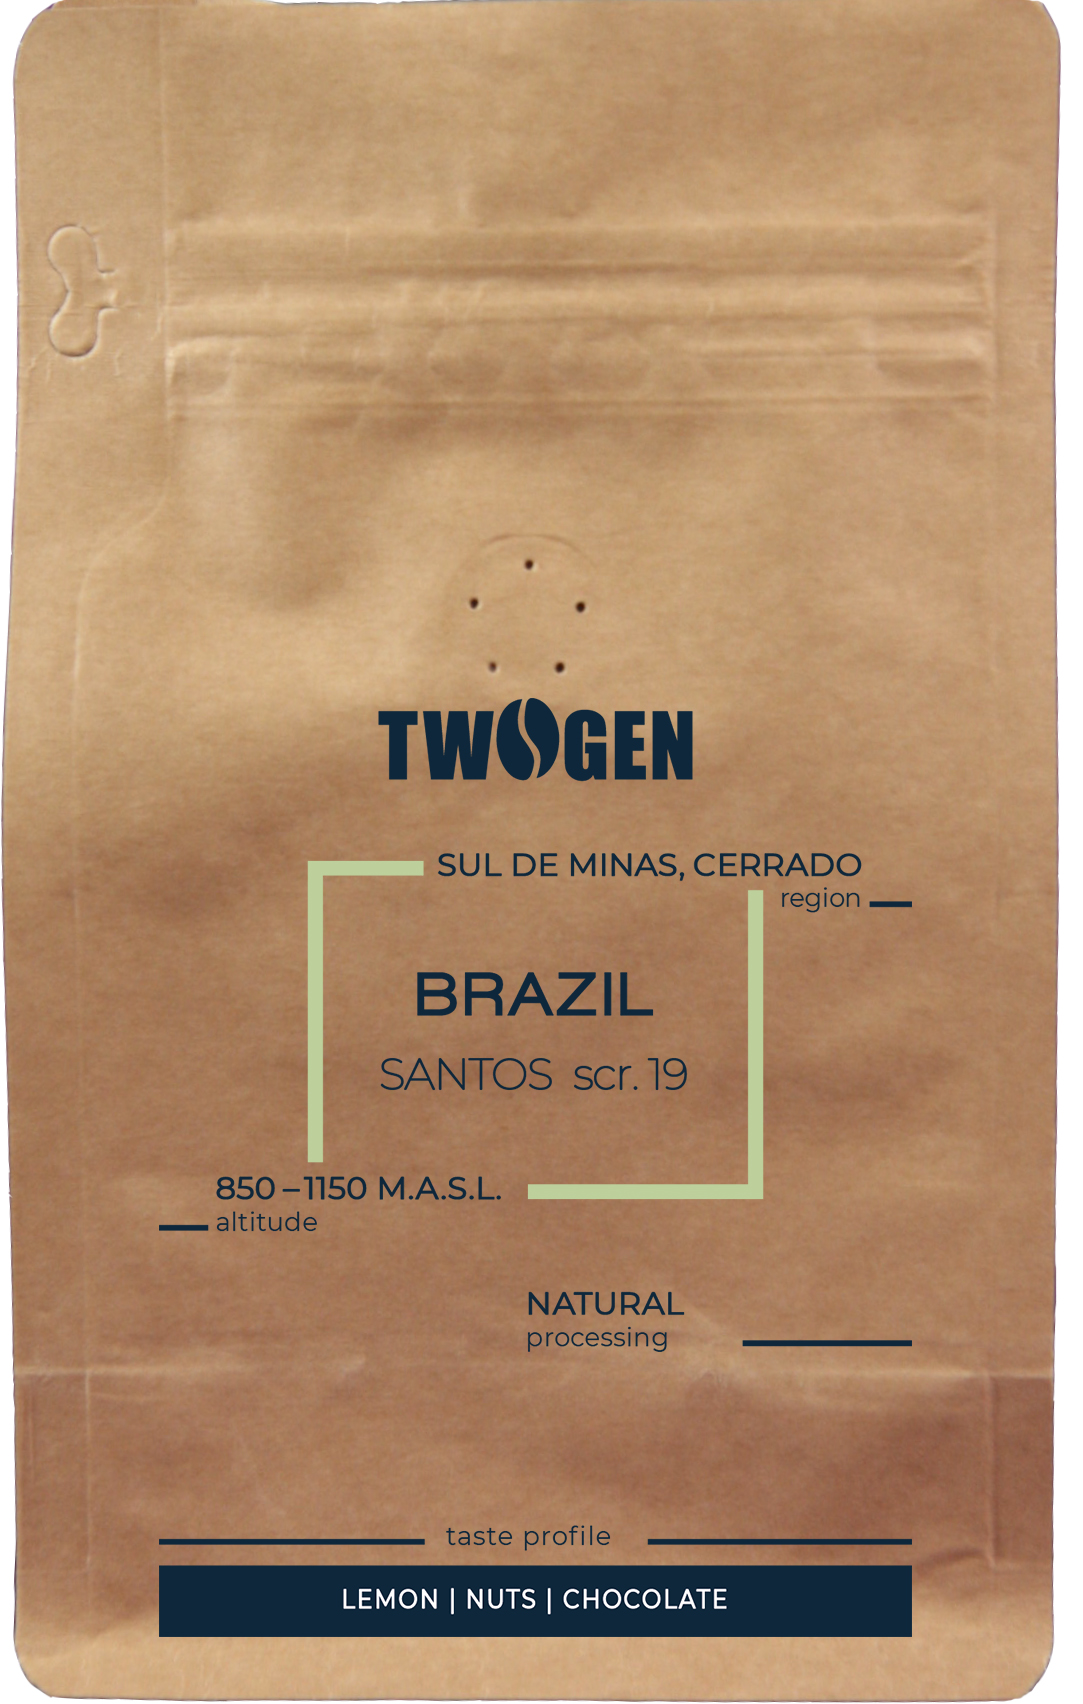 TWOGEN
SUL DE MINAS, CERRADO
region
BRAZIL
SANTOS scr. 19
850–1150 M.A.S.L.
altitude
NATURAL
processing
taste profile
LEMON | NUTS | CHOCOLATE